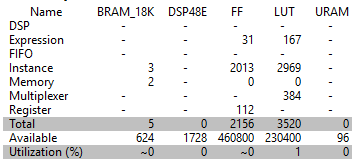 Name BRAM_18K DSP48E FF LUT URAM
DSP - - - - -
Expression - - 31 167 -
FIFO - - - - -
Instance 3 - 2013 2969 -
Memory 2 - 0 0 -
Multiplexer - - - 384 -
Register - - 112 - -
Total 5 0 2156 3520 0
Available 624 1728 460800 230400 96
Utilization (%) ~0 0 ~0 1 0